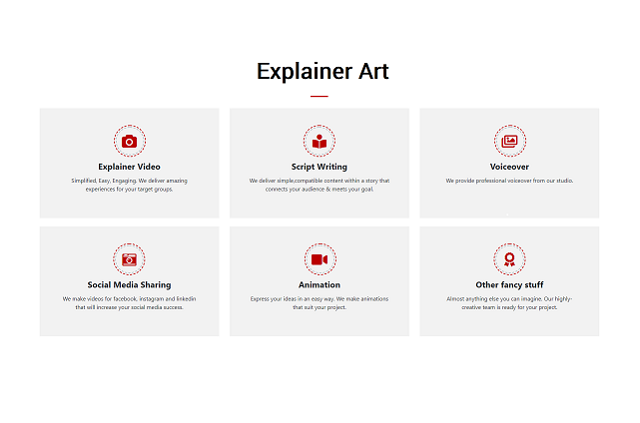 Explainer Art
Explainer Video
Simplified, Easy, Engaging. We deliver amazing
experiences for your target groups.
Script Writing
We deliver simple,compatible content within a story that
connects your audience & meets your goal.
Voiceover
We provide professional voiceover from our studio.
Social Media Sharing
We make videos for facebook, instagram and linkedin
that will increase your social media success.
Animation
Express your ideas in an easy way. We make animations
that suit your project.
Other fancy stuff
Almost anything else you can imagine. Our highly-
creative team is ready for your project.